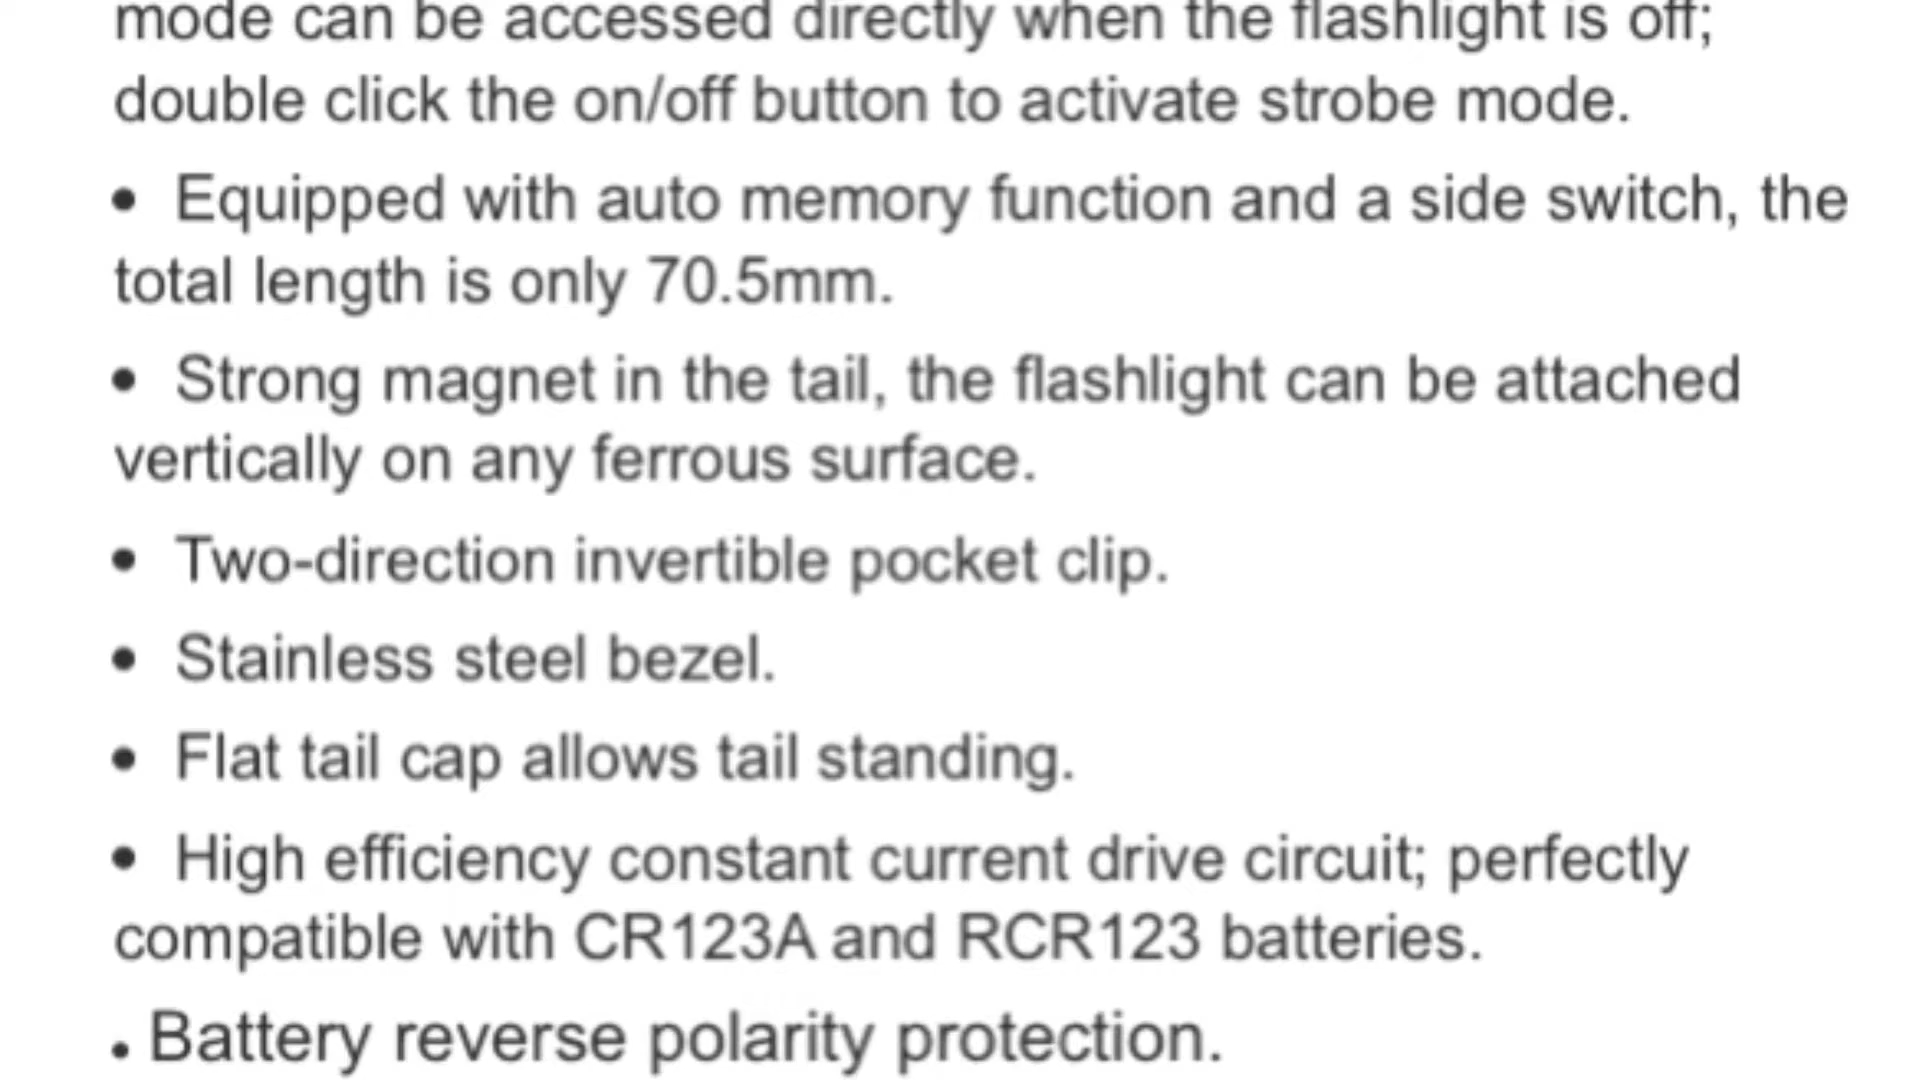 mode can be accessed directly when the flashlight is off;
double click the on/off button to activate strobe mode.
• Equipped with auto memory function and a side switch, the
total length is only 70.5mm.
• Strong magnet in the tail, the flashlight can be attached
vertically on any ferrous surface.
• Two-direction invertible pocket clip.
• Stainless steel bezel.
• Flat tail cap allows tail standing.
• High efficiency constant current drive circuit; perfectly
compatible with CR123A and RCR123 batteries.
• Battery reverse polarity protection.